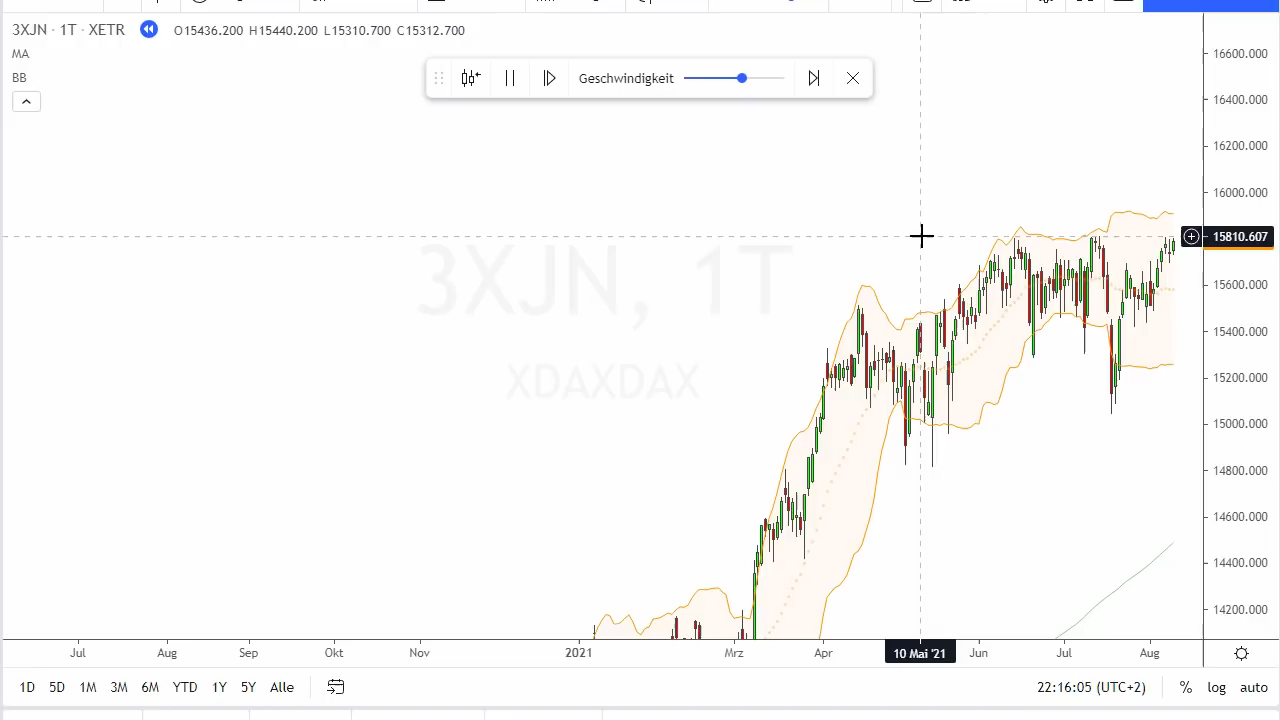 3XJN · 1T · XETR O15436.200 H15440.200 L15310.700 C15312.700
MA
BB
Geschwindigkeit
3XJN, 1T
XDAXDAX
16600.000
16400.000
16200.000
16000.000
15810.607
15600.000
15400.000
15200.000
15000.000
14800.000
14600.000
14400.000
14200.000
Jul Aug Sep Okt Nov 2021 Mrz Apr 10 Mai '21 Jun Jul Aug
1D 5D 1M 3M 6M YTD 1Y 5Y Alle 22:16:05 (UTC+2) % log auto